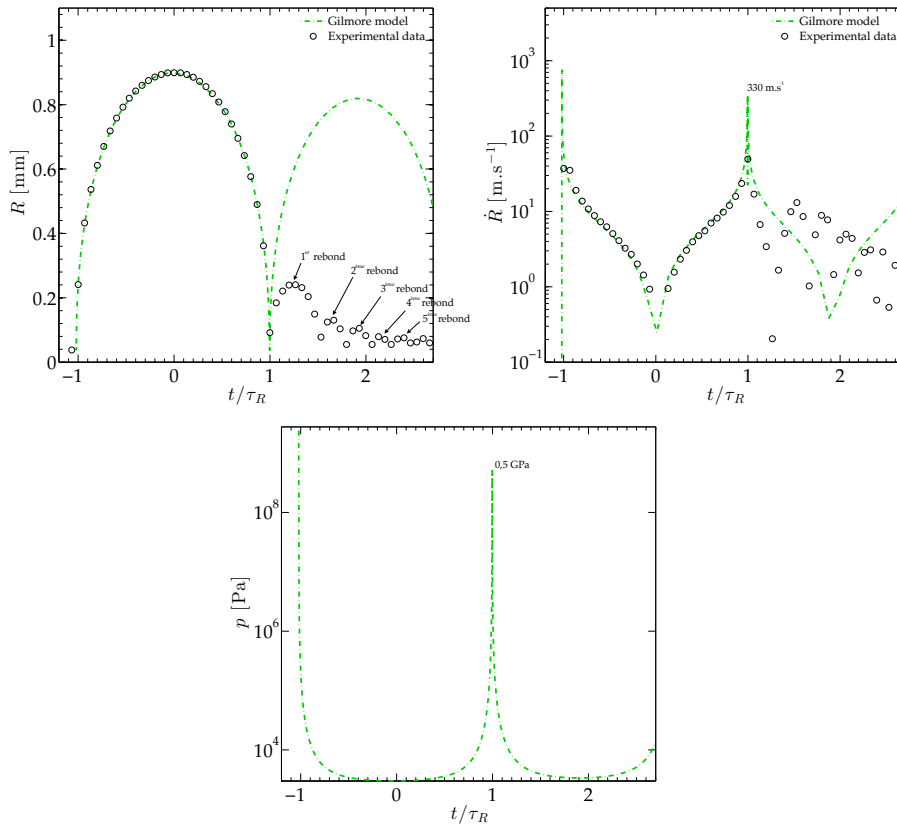 Gilmore model
Experimental data
1
0.8
0.6
0.4
0.2
0
R [mm]
1st rebond
2ème rebond
3ème rebond
4ème rebond
5ème rebond
−1 0 1 2
t/τR
Gilmore model
Experimental data
10³
10²
10¹
10⁰
10⁻¹
Ṙ [m.s⁻¹]
330 m.s⁻¹
−1 0 1 2
t/τR
0,5 GPa
10⁸
10⁶
10⁴
p [Pa]
−1 0 1 2
t/τR